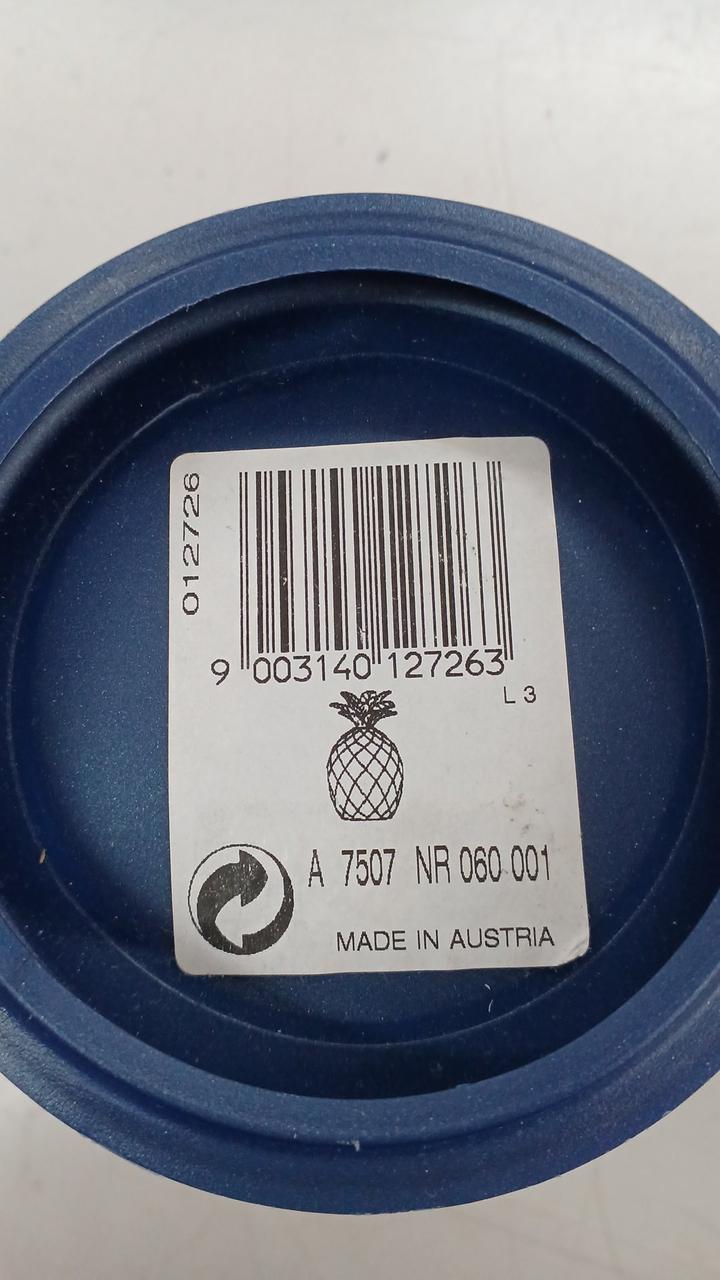 012726
9 003140 127263
L 3
A 7507 NR 060 001
MADE IN AUSTRIA